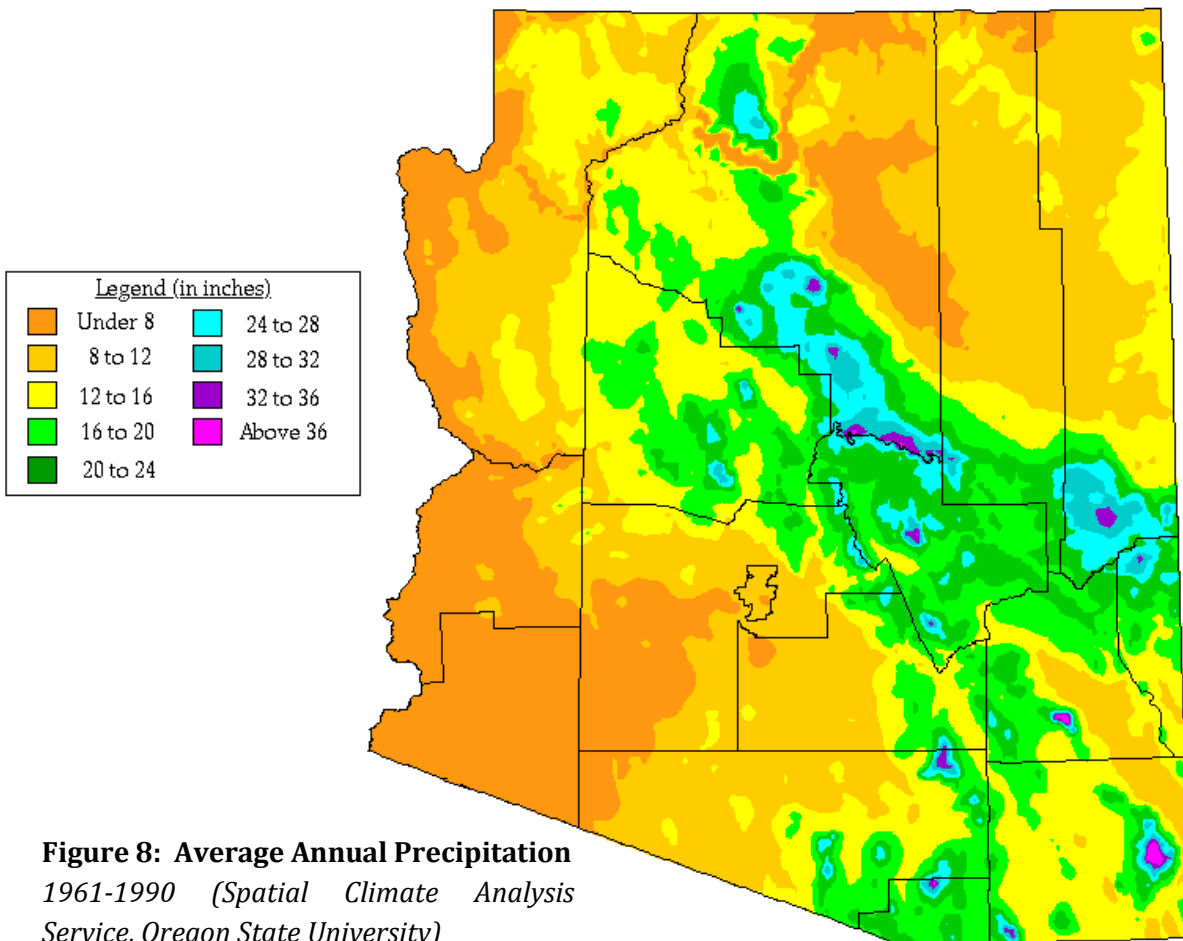 Legend (in inches)
Under 8
8 to 12
12 to 16
16 to 20
20 to 24
24 to 28
28 to 32
32 to 36
Above 36
Figure 8: Average Annual Precipitation
1961-1990 (Spatial Climate Analysis
Service, Oregon State University)